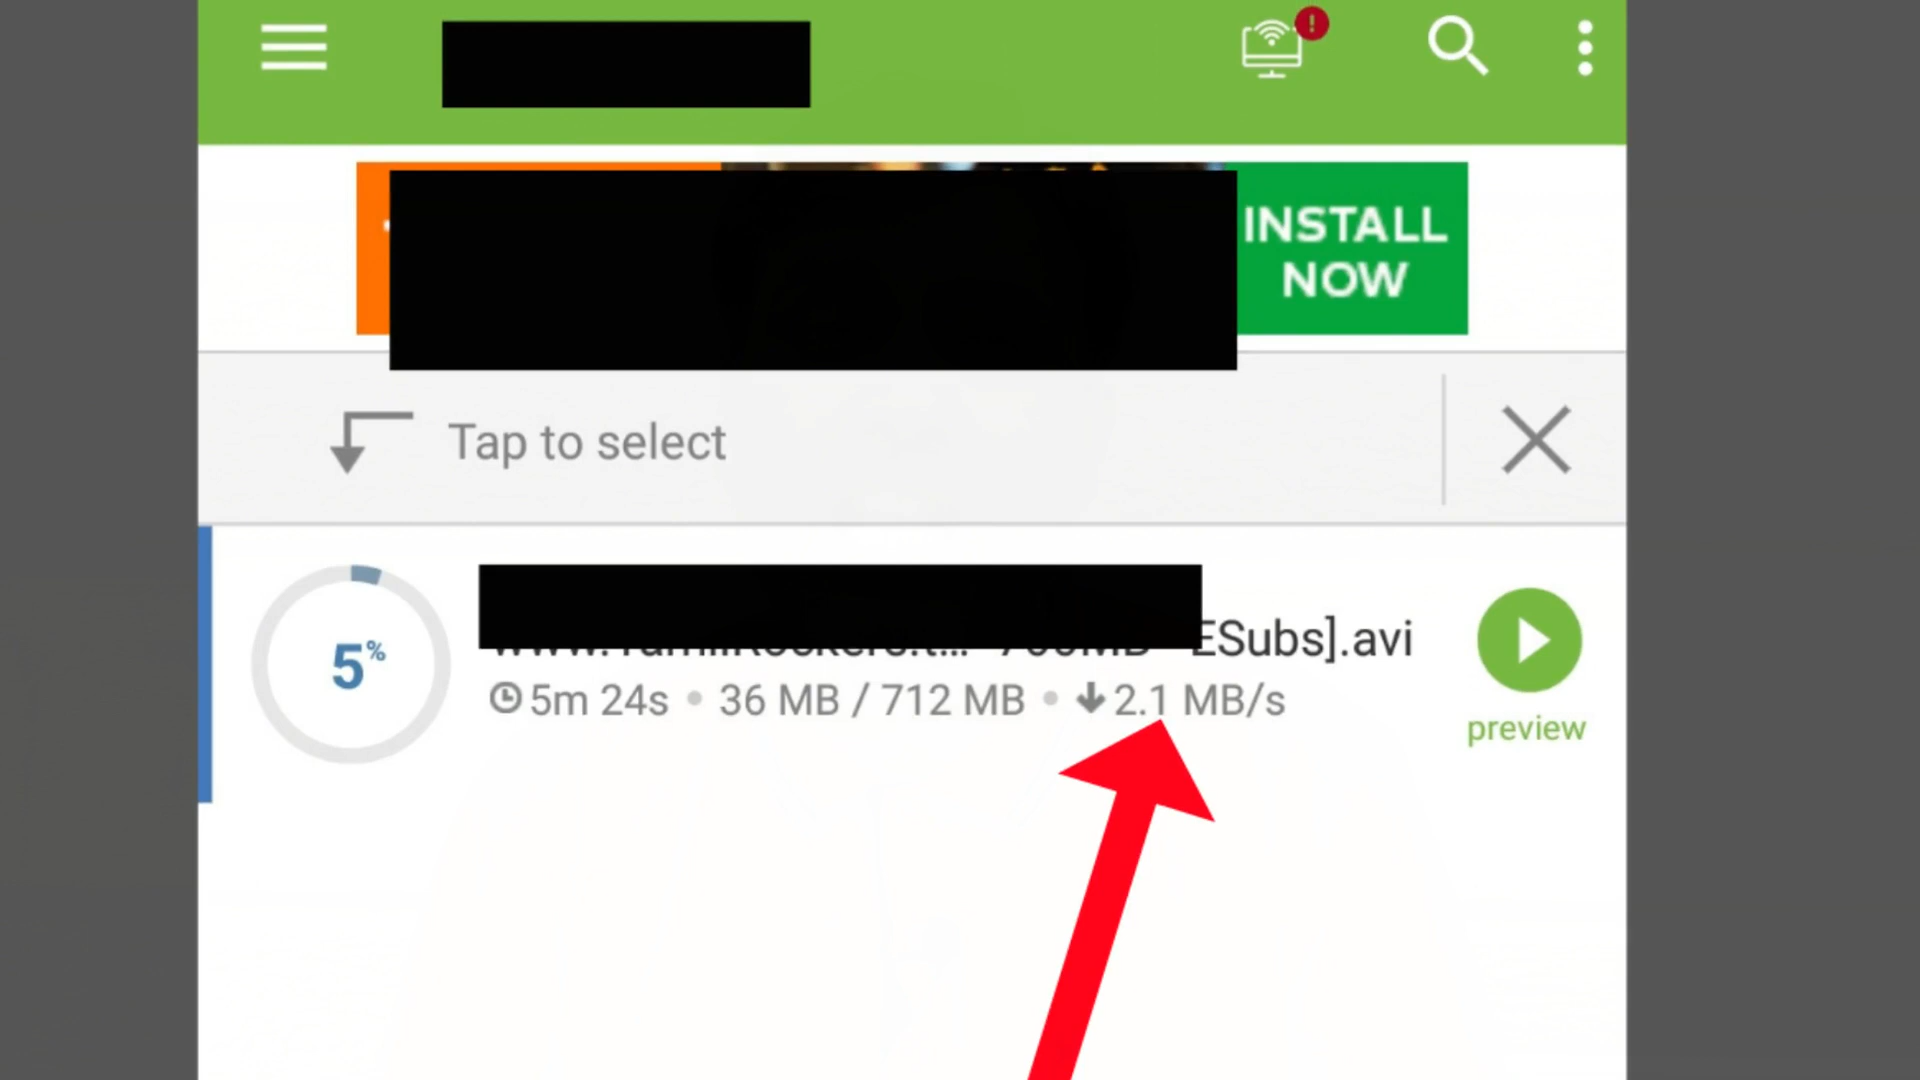 !
INSTALL
NOW
Tap to select
5%
ESubs].avi
5m 24s • 36 MB / 712 MB • 2.1 MB/s
preview